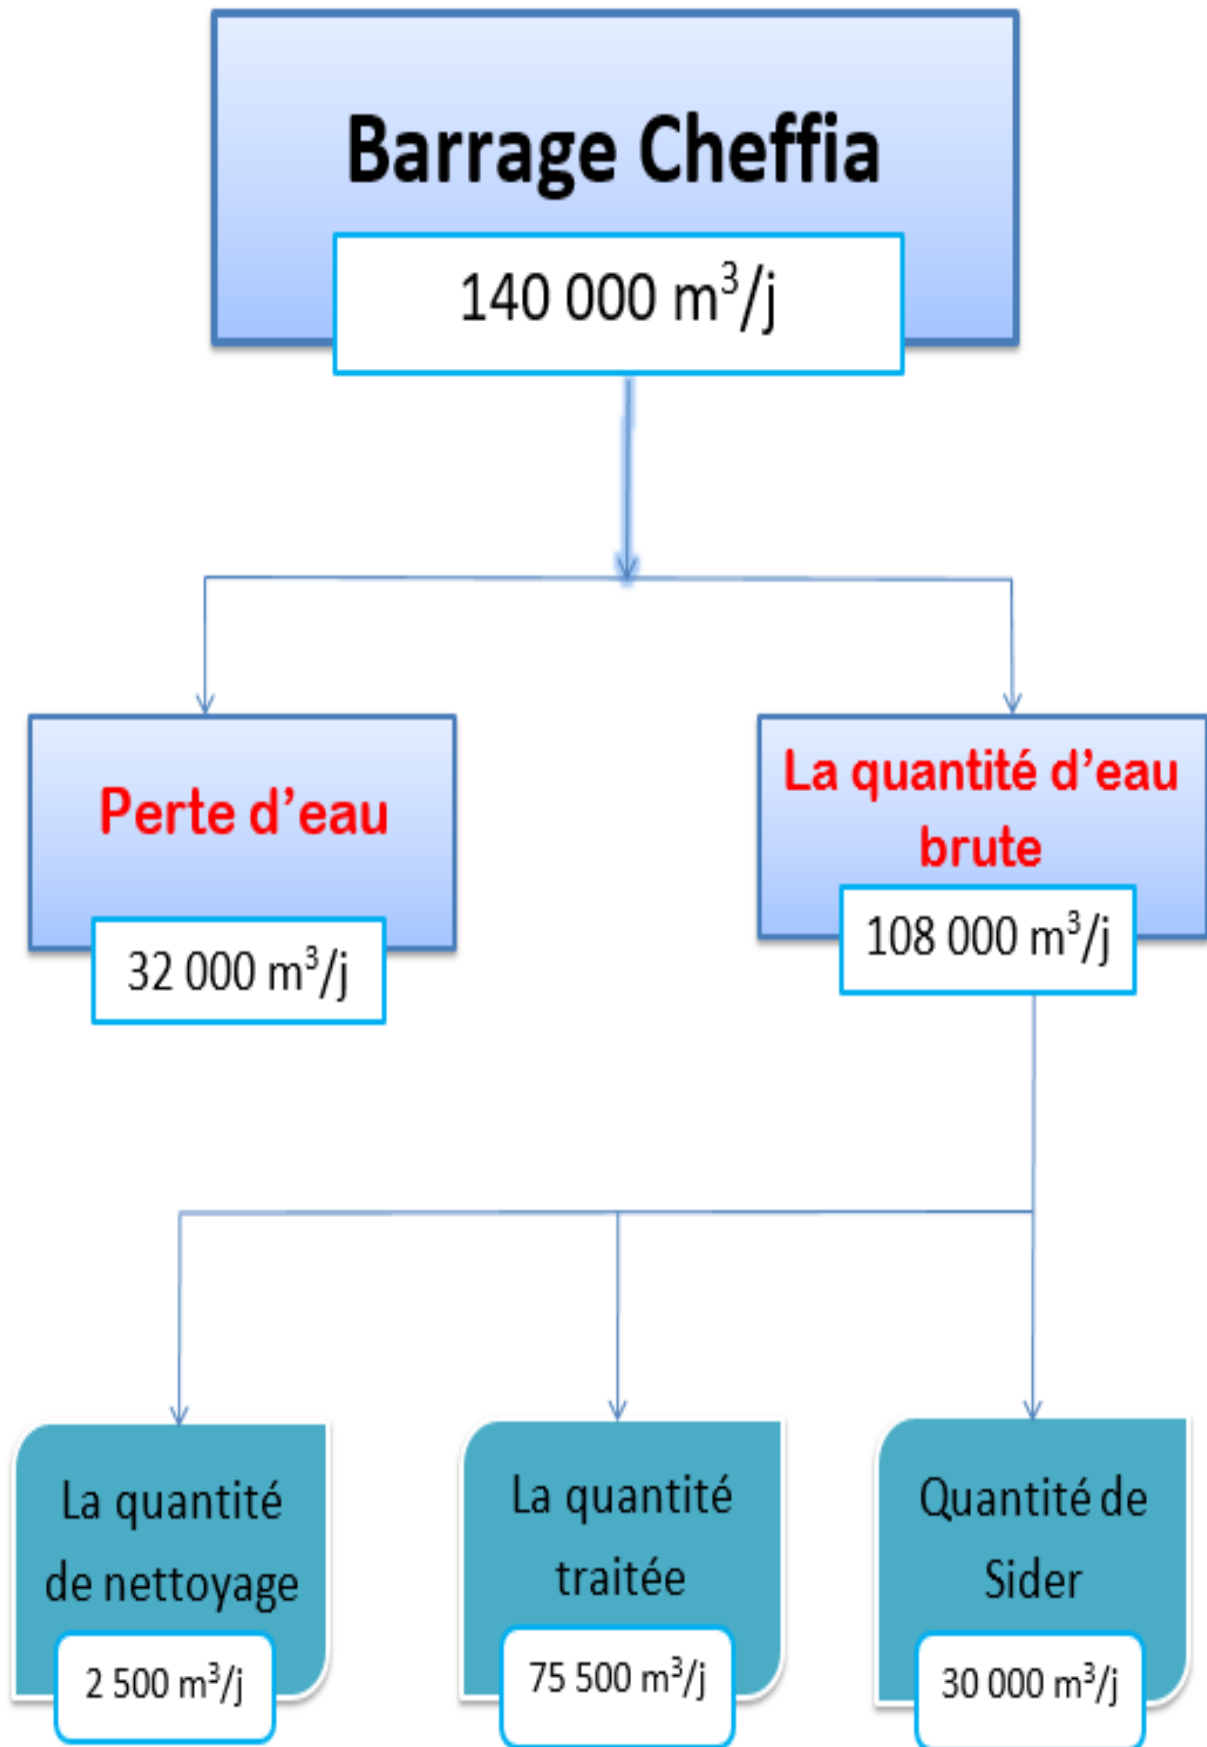 Barrage Cheffia
140 000 m³/j
Perte d’eau
32 000 m³/j
La quantité d’eau
brute
108 000 m³/j
La quantité
de nettoyage
2 500 m³/j
La quantité
traitée
75 500 m³/j
Quantité de
Sider
30 000 m³/j